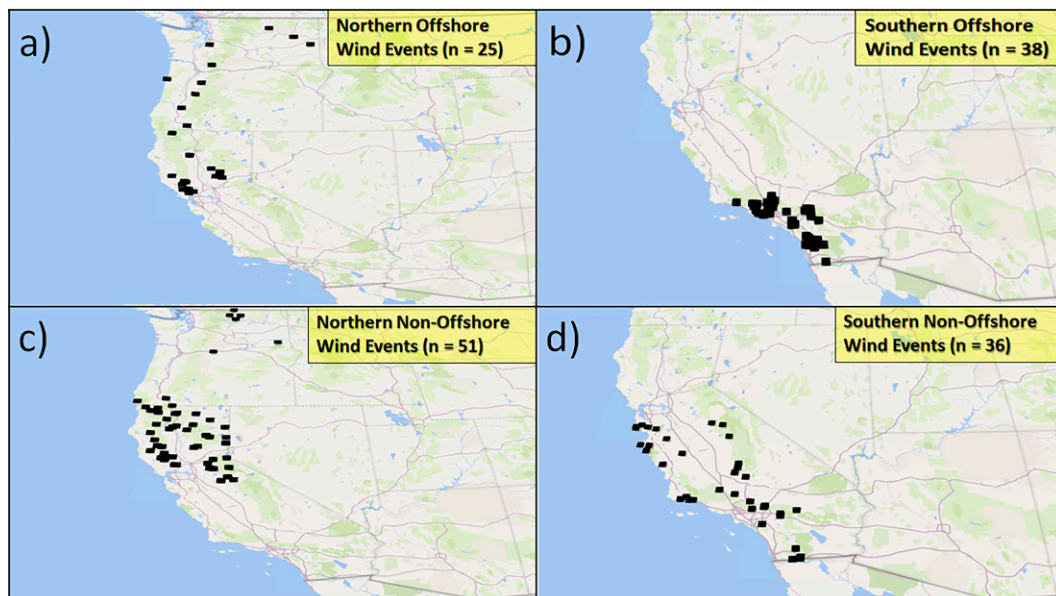 a)
Northern Offshore
Wind Events (n = 25)
b)
Southern Offshore
Wind Events (n = 38)
c)
Northern Non-Offshore
Wind Events (n = 51)
d)
Southern Non-Offshore
Wind Events (n = 36)